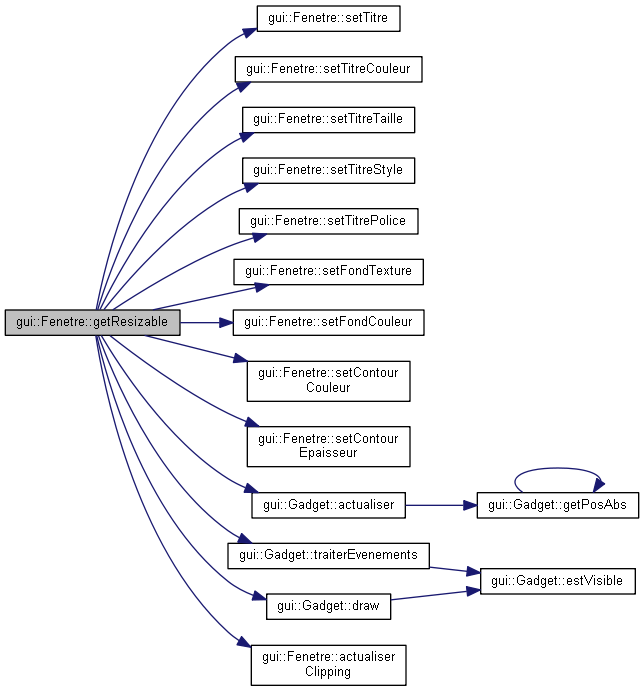 gui::Fenetre::setTitre
gui::Fenetre::setTitreCouleur
gui::Fenetre::setTitreTaille
gui::Fenetre::setTitreStyle
gui::Fenetre::setTitrePolice
gui::Fenetre::setFondTexture
gui::Fenetre::getResizable
gui::Fenetre::setFondCouleur
gui::Fenetre::setContour
Couleur
gui::Fenetre::setContour
Epaisseur
gui::Gadget::actualiser
gui::Gadget::getPosAbs
gui::Gadget::traiterEvenements
gui::Gadget::estVisible
gui::Gadget::draw
gui::Fenetre::actualiser
Clipping